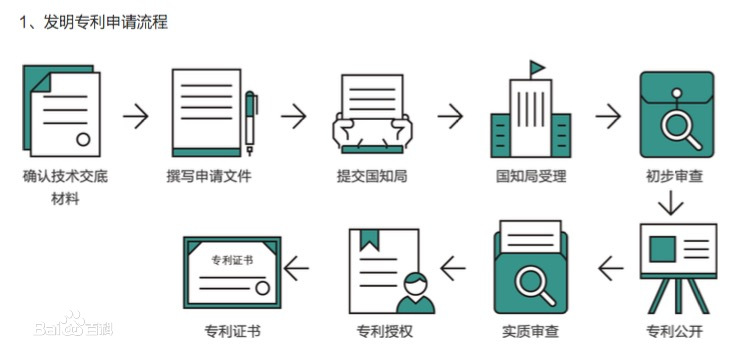 1、发明专利申请流程
确认技术交底
材料
撰写申请文件
提交国知局
国知局受理
初步审查
专利证书
专利证书
专利授权
实质审查
专利公开
Baidu百科